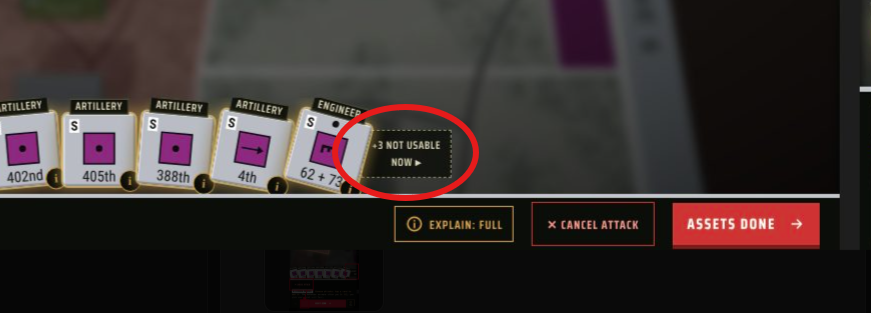 ARTILLERY
ARTILLERY
ARTILLERY
ARTILLERY
ENGINEER
S
S
S
S
402nd
i
405th
i
388th
i
4th
i
62 + 73
i
+3 NOT USABLE
NOW ▸
i EXPLAIN: FULL
× CANCEL ATTACK
ASSETS DONE →